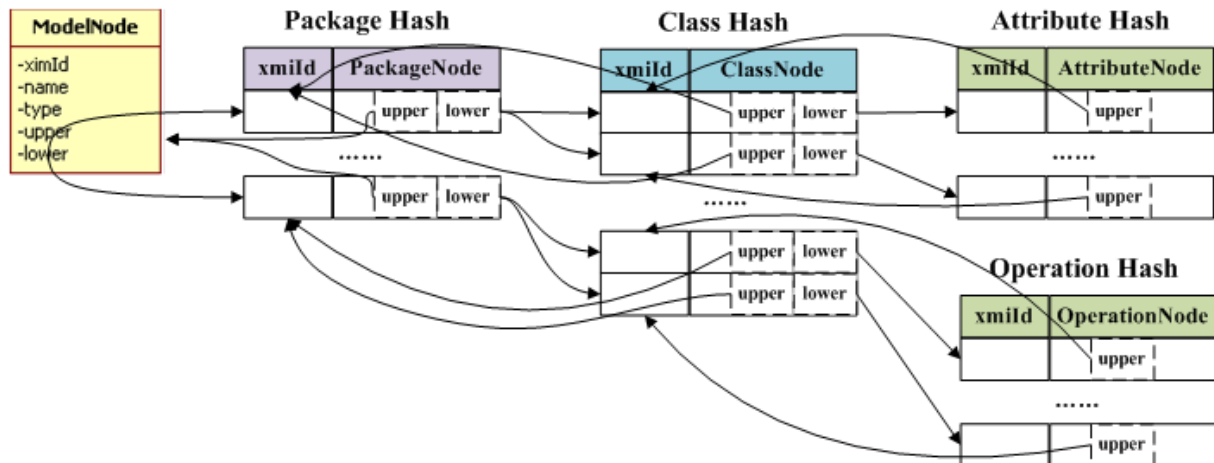 ModelNode
-ximId
-name
-type
-upper
-lower
Package Hash
xmiId PackageNode
upper lower
......
upper lower
Class Hash
xmiId ClassNode
upper lower
upper lower
......
upper lower
upper lower
Attribute Hash
xmiId AttributeNode
upper
......
upper
Operation Hash
xmiId OperationNode
upper
......
upper